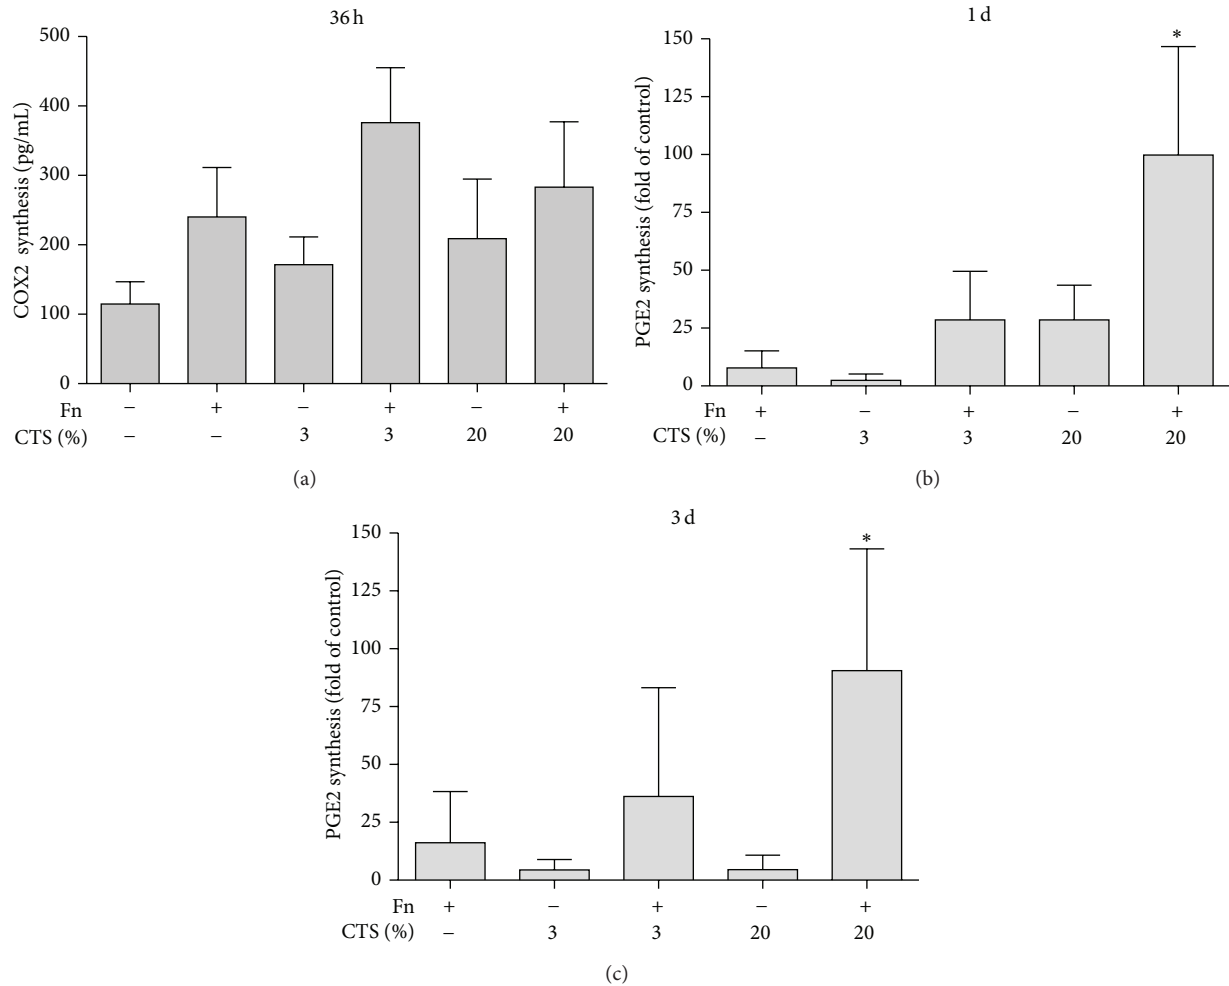 36 h
COX2 synthesis (pg/mL)
500
400
300
200
100
0
Fn – + – + – +
CTS (%) – – 3 3 20 20
(a)
1 d
*
PGE2 synthesis (fold of control)
150
125
100
75
50
25
0
Fn + – + – +
CTS (%) – 3 3 20 20
(b)
3 d
*
PGE2 synthesis (fold of control)
150
125
100
75
50
25
0
Fn + – + – +
CTS (%) – 3 3 20 20
(c)